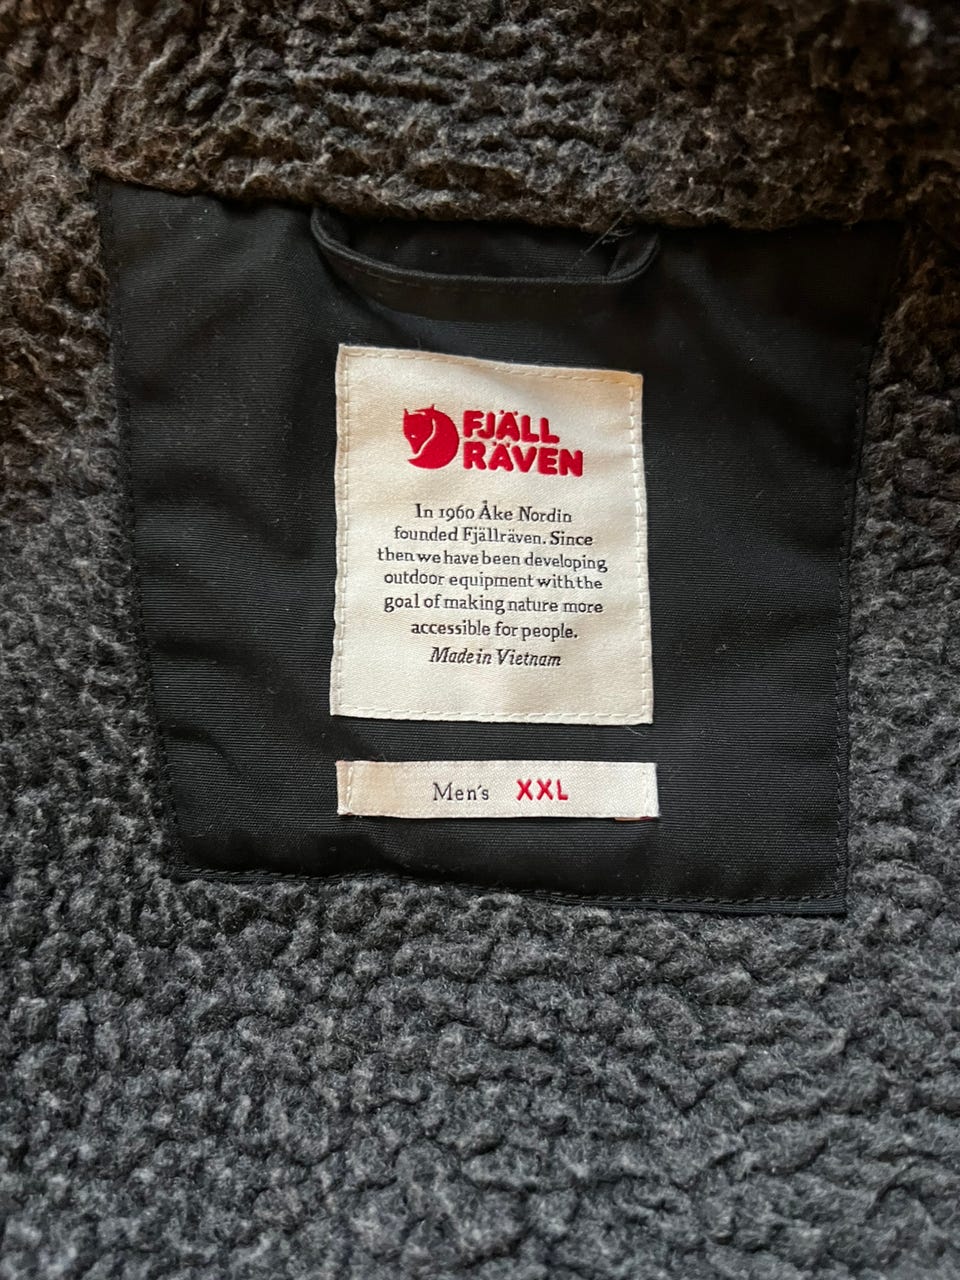 FJÄLL
RÄVEN
In 1960 Åke Nordin
founded Fjällräven. Since
then we have been developing
outdoor equipment with the
goal of making nature more
accessible for people.
Made in Vietnam
Men's XXL